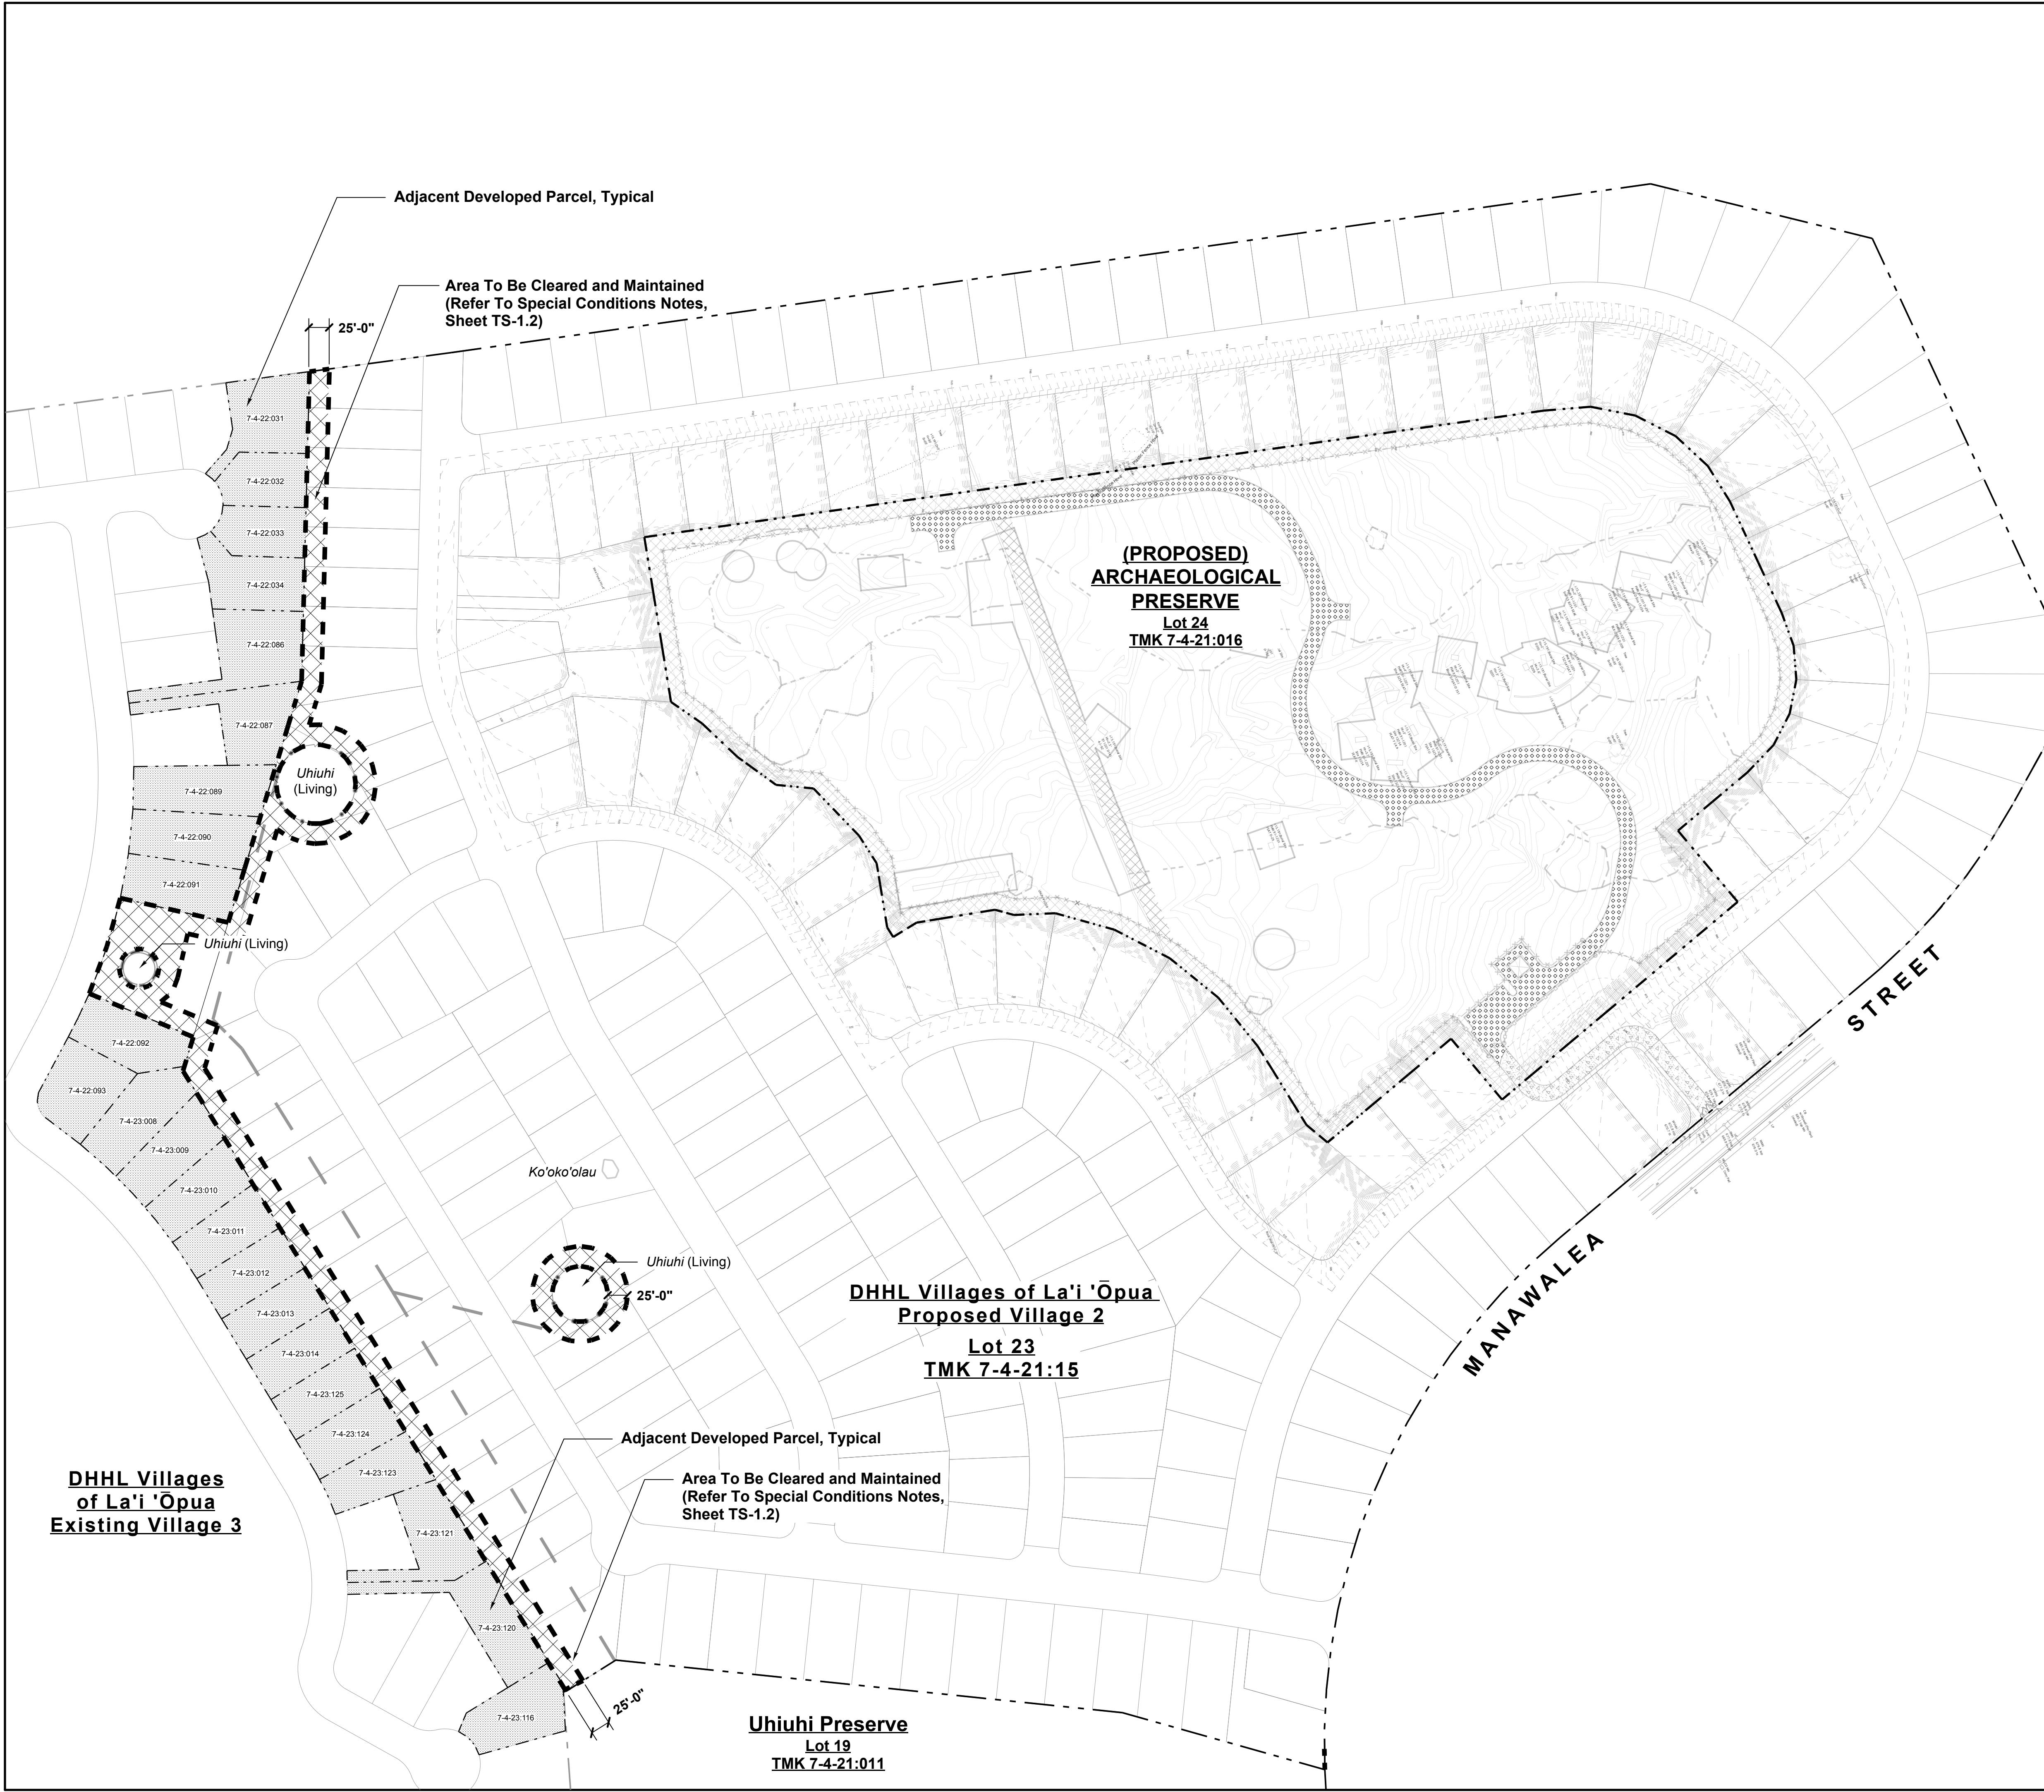 Adjacent Developed Parcel, Typical
Area To Be Cleared and Maintained
(Refer To Special Conditions Notes,
Sheet TS-1.2)
25'-0"
7-4-22:031
7-4-22:032
7-4-22:033
7-4-22:034
7-4-22:086
7-4-22:087
Uhiuhi
(Living)
7-4-22:089
7-4-22:090
7-4-22:091
Uhiuhi (Living)
7-4-22:092
7-4-22:093
7-4-23:008
7-4-23:009
7-4-23:010
7-4-23:011
7-4-23:012
7-4-23:013
7-4-23:014
7-4-23:125
7-4-23:124
7-4-23:123
7-4-23:121
7-4-23:120
7-4-23:116
(PROPOSED)
ARCHAEOLOGICAL
PRESERVE
Lot 24
TMK 7-4-21:016
Ko'oko'olau
Uhiuhi (Living)
25'-0"
DHHL Villages of La'i 'Ōpua
Proposed Village 2
Lot 23
TMK 7-4-21:15
MANAWALEA STREET
Adjacent Developed Parcel, Typical
Area To Be Cleared and Maintained
(Refer To Special Conditions Notes,
Sheet TS-1.2)
DHHL Villages
of La'i 'Ōpua
Existing Village 3
25'-0"
Uhiuhi Preserve
Lot 19
TMK 7-4-21:011